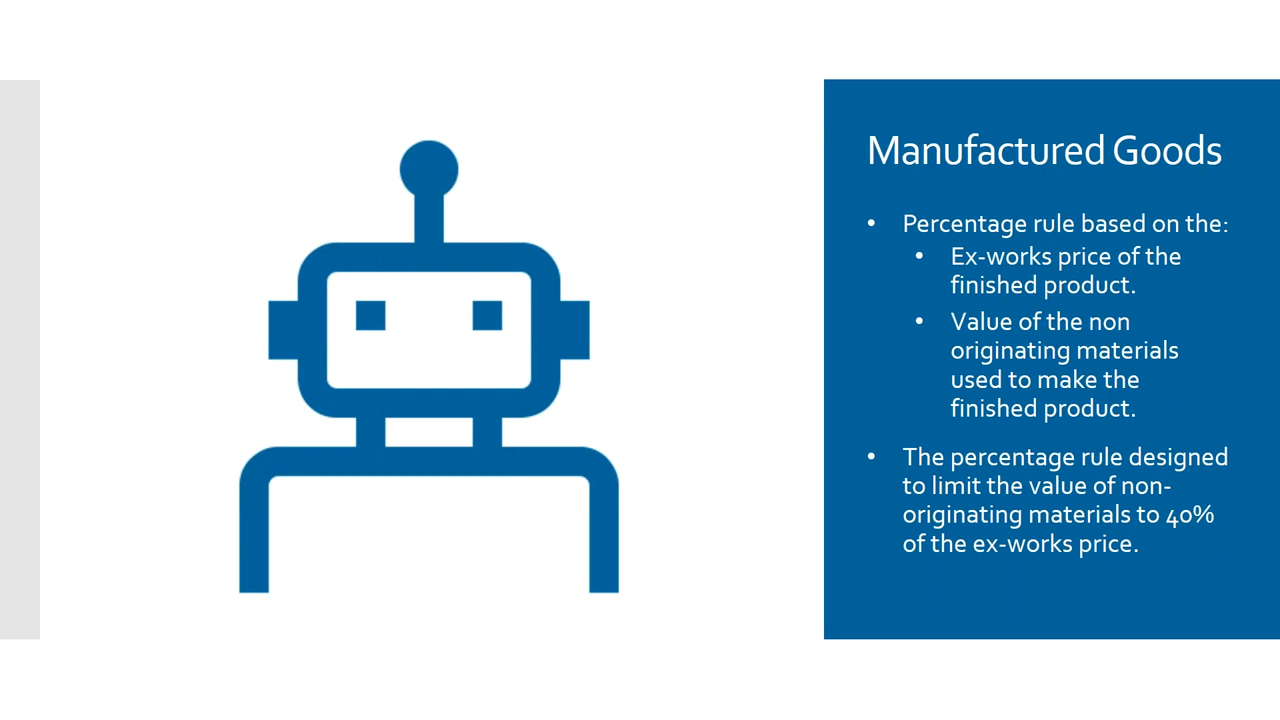 Manufactured Goods
• Percentage rule based on the:
• Ex-works price of the
finished product.
• Value of the non
originating materials
used to make the
finished product.
• The percentage rule designed
to limit the value of non-
originating materials to 40%
of the ex-works price.